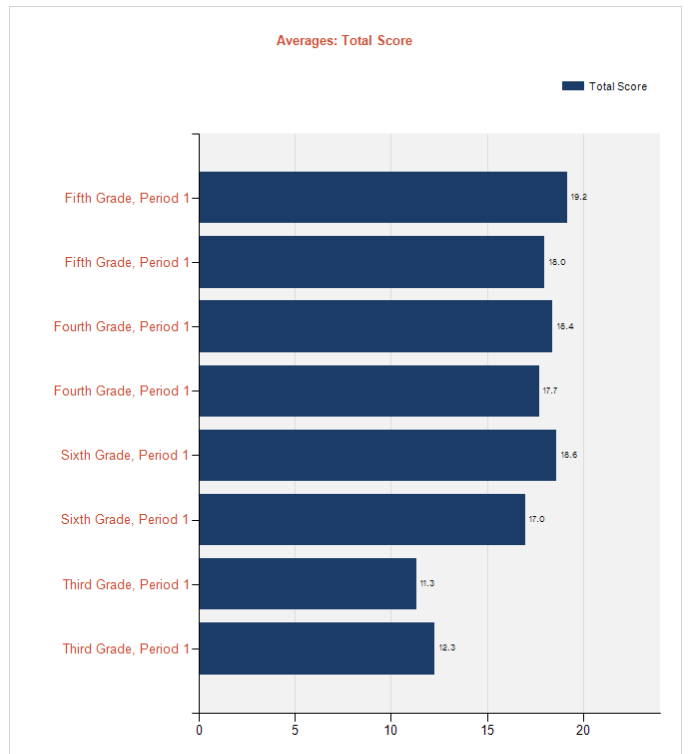 Averages: Total Score
Total Score
Fifth Grade, Period 1
19.2
Fifth Grade, Period 1
18.0
Fourth Grade, Period 1
18.4
Fourth Grade, Period 1
17.7
Sixth Grade, Period 1
18.6
Sixth Grade, Period 1
17.0
Third Grade, Period 1
11.3
Third Grade, Period 1
12.3
0 5 10 15 20